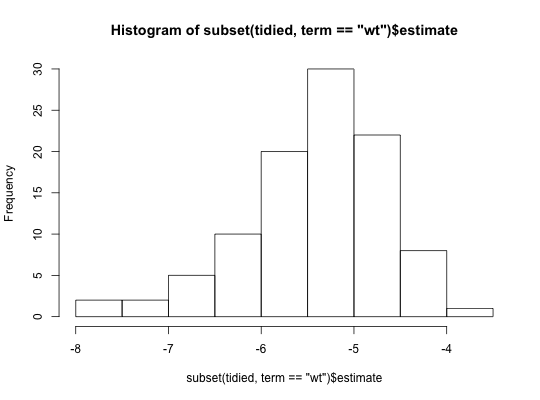 Histogram of subset(tidied, term == "wt")$estimate
Frequency
30
25
20
15
10
5
0
-8 -7 -6 -5 -4
subset(tidied, term == "wt")$estimate